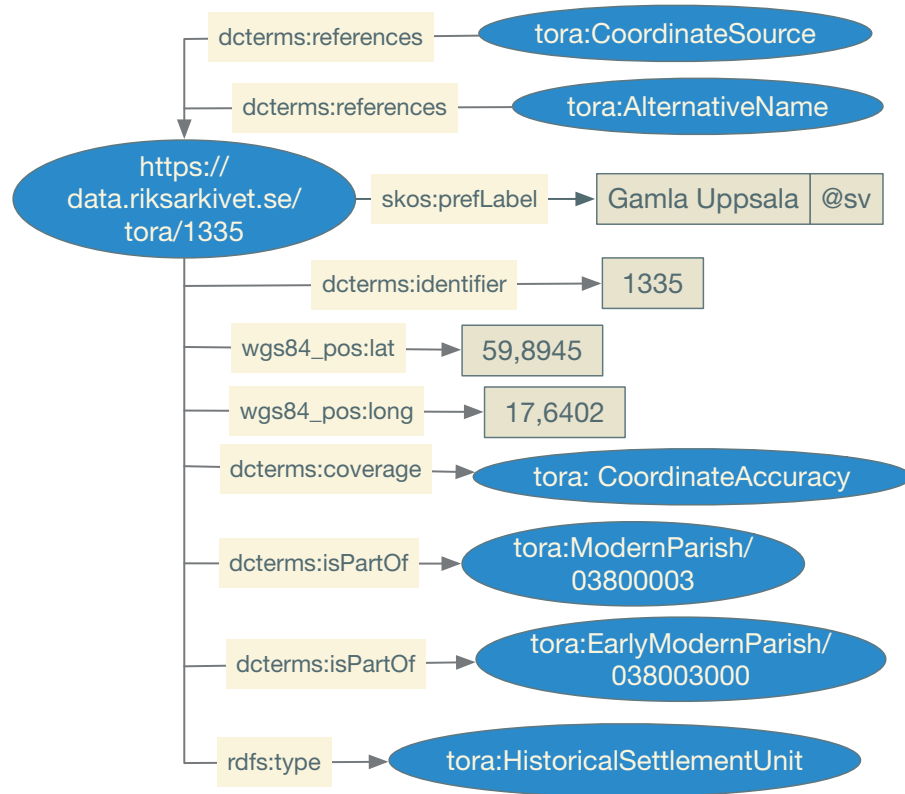 dcterms:references
tora:CoordinateSource
dcterms:references
tora:AlternativeName
https://
data.riksarkivet.se/
tora/1335
skos:prefLabel
Gamla Uppsala
@sv
dcterms:identifier
1335
wgs84_pos:lat
59,8945
wgs84_pos:long
17,6402
dcterms:coverage
tora: CoordinateAccuracy
dcterms:isPartOf
tora:ModernParish/
03800003
dcterms:isPartOf
tora:EarlyModernParish/
038003000
rdfs:type
tora:HistoricalSettlementUnit